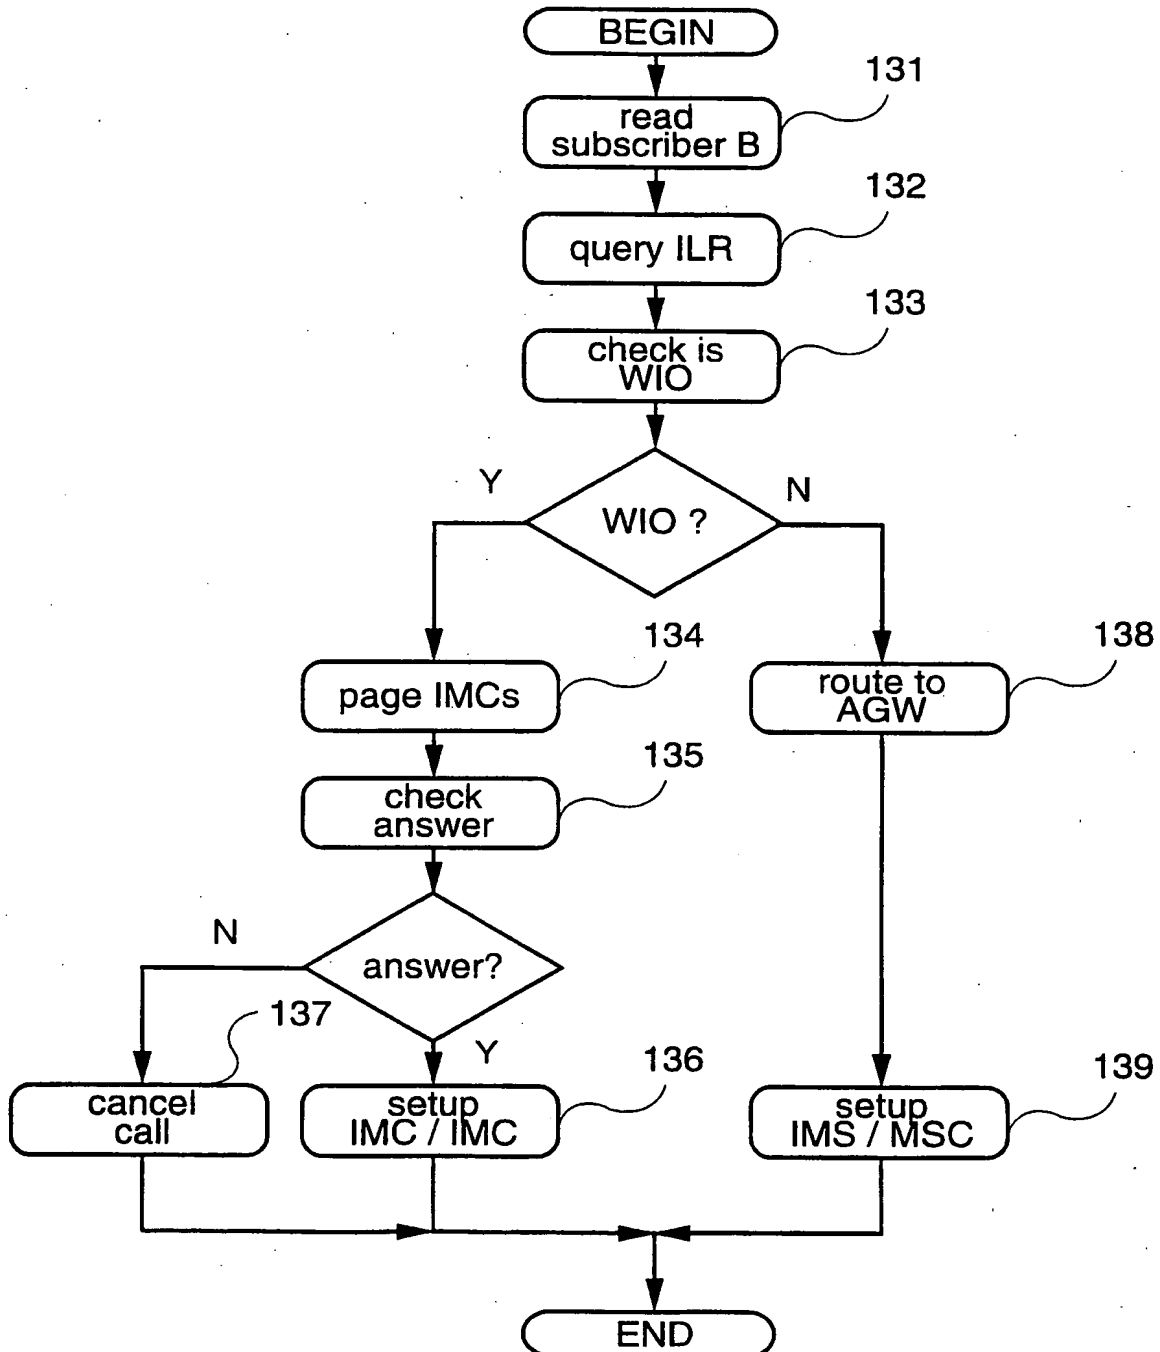 BEGIN
131
read
subscriber B
132
query ILR
133
check is
WIO
Y
N
WIO ?
134
138
page IMCs
route to
AGW
135
check
answer
N
answer?
137
Y
136
139
cancel
call
setup
IMC / IMC
setup
IMS / MSC
END